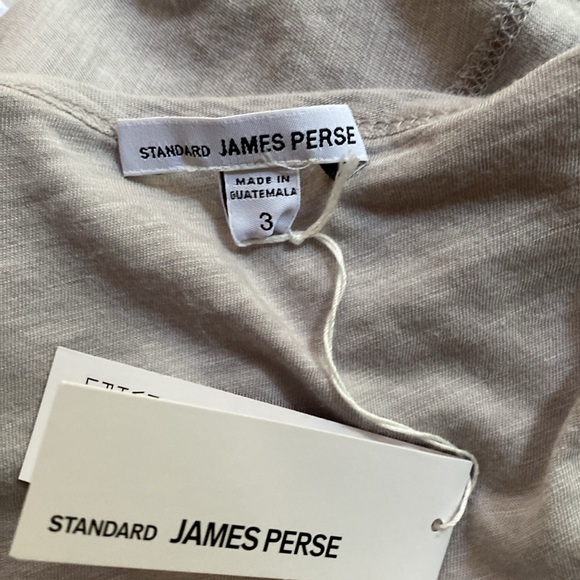 STANDARD JAMES PERSE
MADE IN
GUATEMALA
3
STANDARD JAMES PERSE